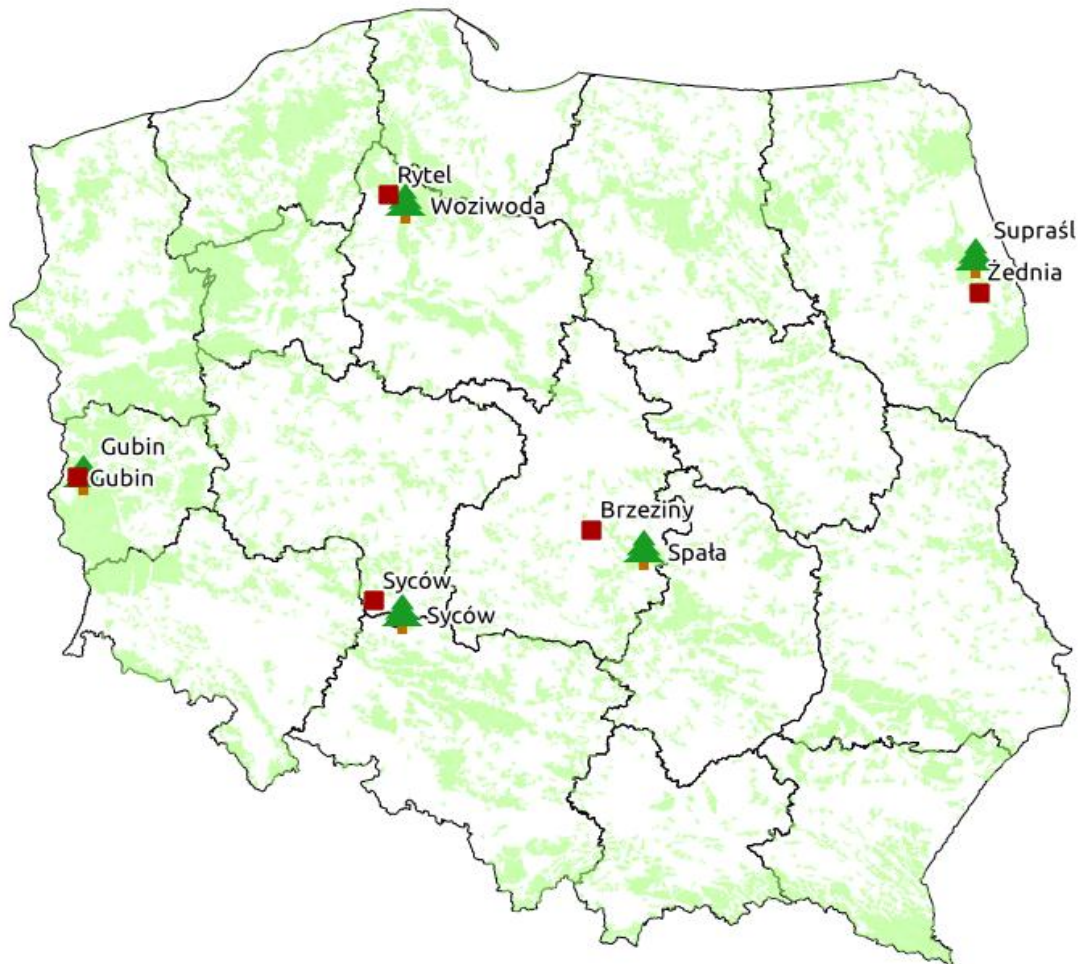 Rytel
Woziwoda
Supraśl
Żednia
Gubin
Gubin
Brzeziny
Spała
Syców
Syców